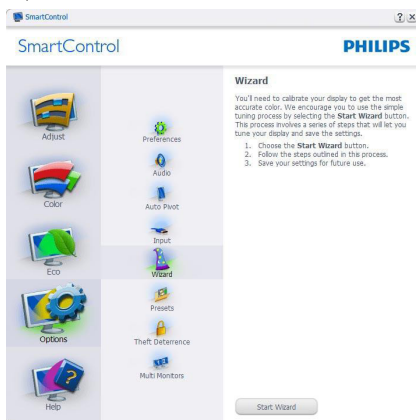 SmartControl
SmartControl
PHILIPS
Adjust
Color
Eco
Options
Help
Preferences
Audio
Auto Pivot
Input
Wizard
Presets
Theft Deterrence
Multi Monitors
Wizard
You'll need to calibrate your display to get the most
accurate color. We encourage you to use the simple
tuning process by selecting the Start Wizard button.
This process involves a series of steps that will let you
tune your display and save the settings.
1. Choose the Start Wizard button.
2. Follow the steps outlined in this process.
3. Save your settings for future use.
Start Wizard